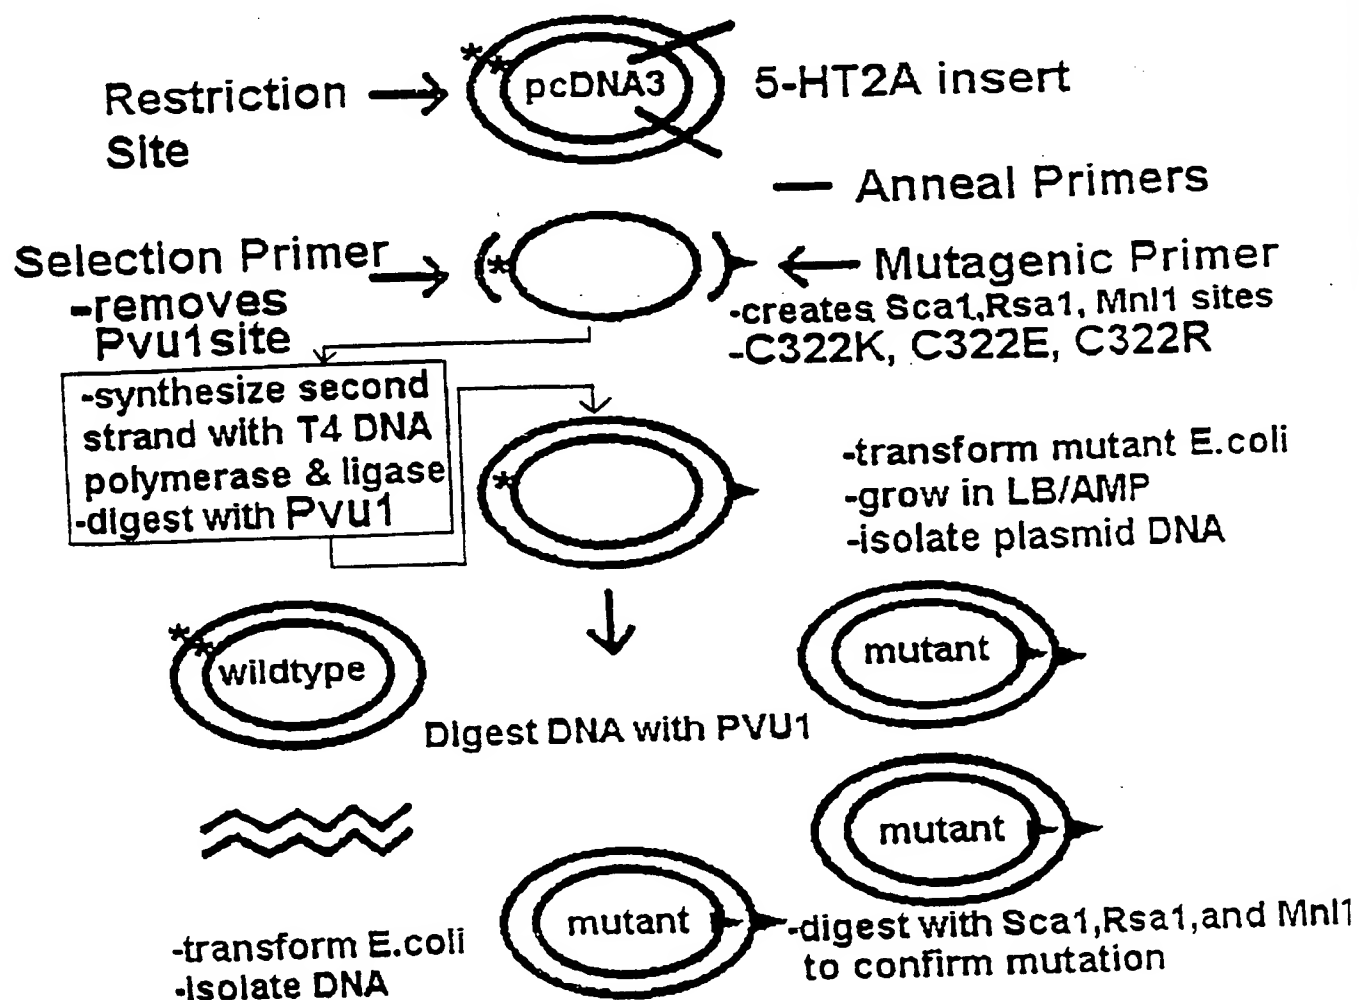 pcDNA3
5-HT2A insert
Restriction
Site
Anneal Primers
Selection Primer
-removes
Pvu1 site
Mutagenic Primer
-creates Sca1,Rsa1, Mnl1 sites
-C322K, C322E, C322R
-synthesize second
strand with T4 DNA
polymerase & ligase
-digest with Pvu1
-transform mutant E.coli
-grow in LB/AMP
-isolate plasmid DNA
wildtype
mutant
Digest DNA with PVU1
mutant
mutant
-digest with Sca1,Rsa1,and Mnl1
to confirm mutation
-transform E.coli
-isolate DNA